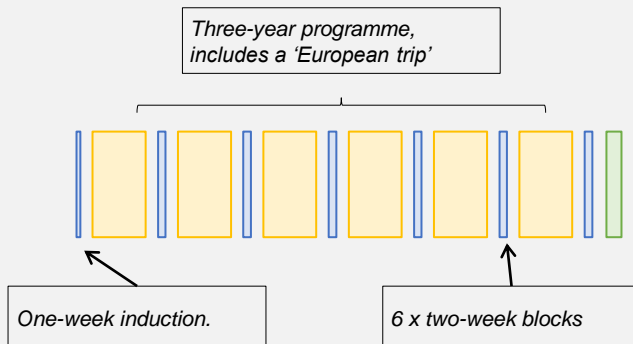 Three-year programme,
includes a ‘European trip’
One-week induction.
6 x two-week blocks